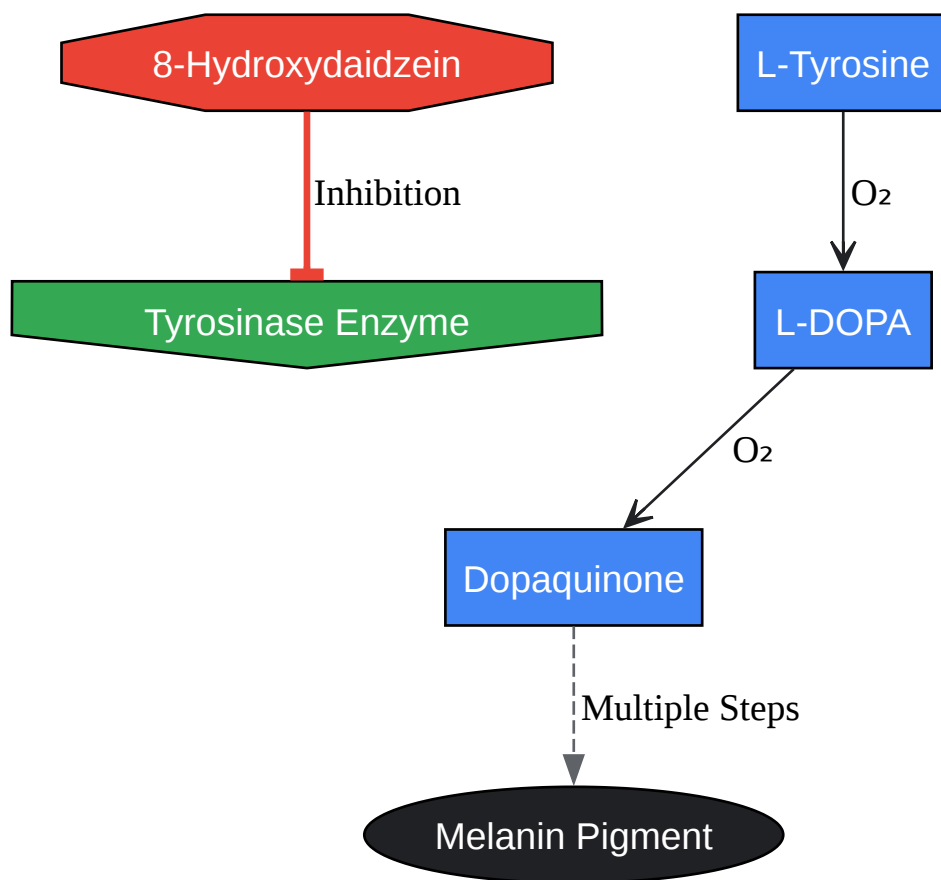 8-Hydroxydaidzein
L-Tyrosine
Inhibition
O₂
Tyrosinase Enzyme
L-DOPA
O₂
Dopaquinone
Multiple Steps
Melanin Pigment